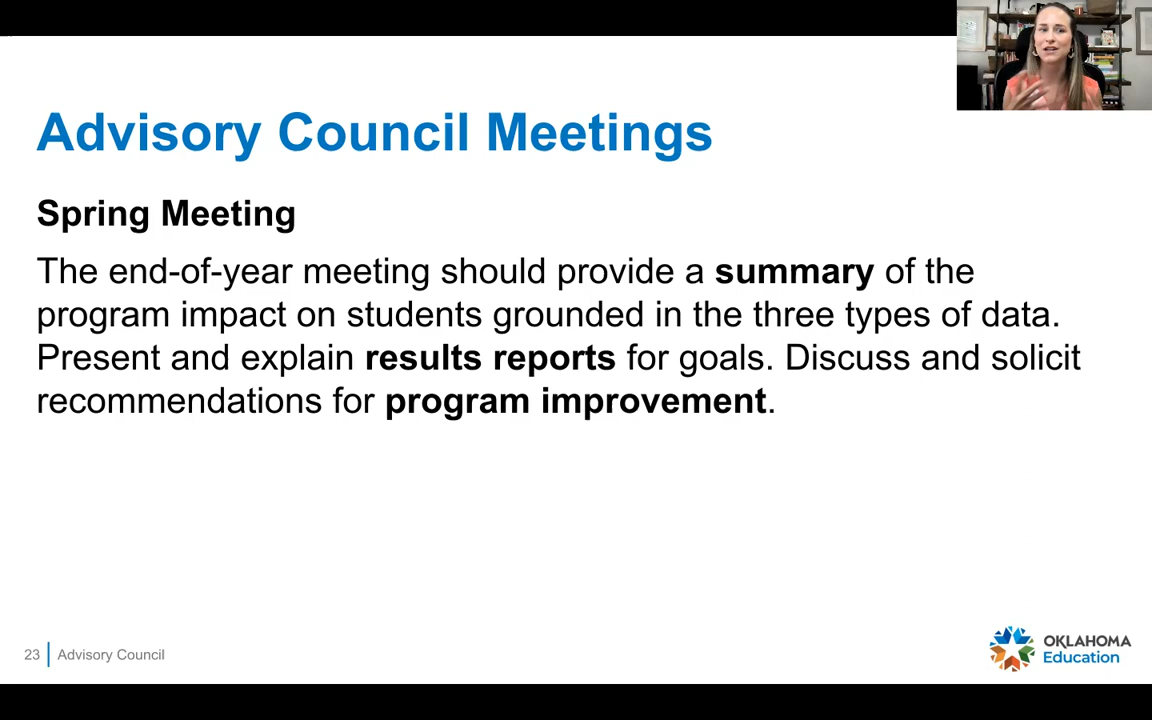 Advisory Council Meetings
Spring Meeting
The end-of-year meeting should provide a summary of the
program impact on students grounded in the three types of data.
Present and explain results reports for goals. Discuss and solicit
recommendations for program improvement.
23 Advisory Council
OKLAHOMA
Education